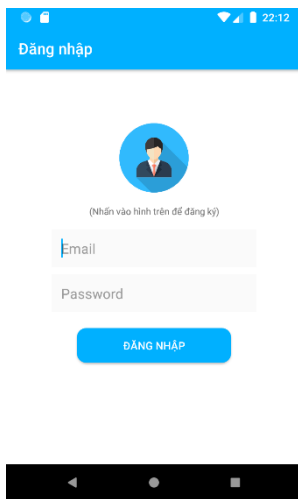 22:12
Đăng nhập
(Nhấn vào hình trên để đăng ký)
Email
Password
ĐĂNG NHẬP